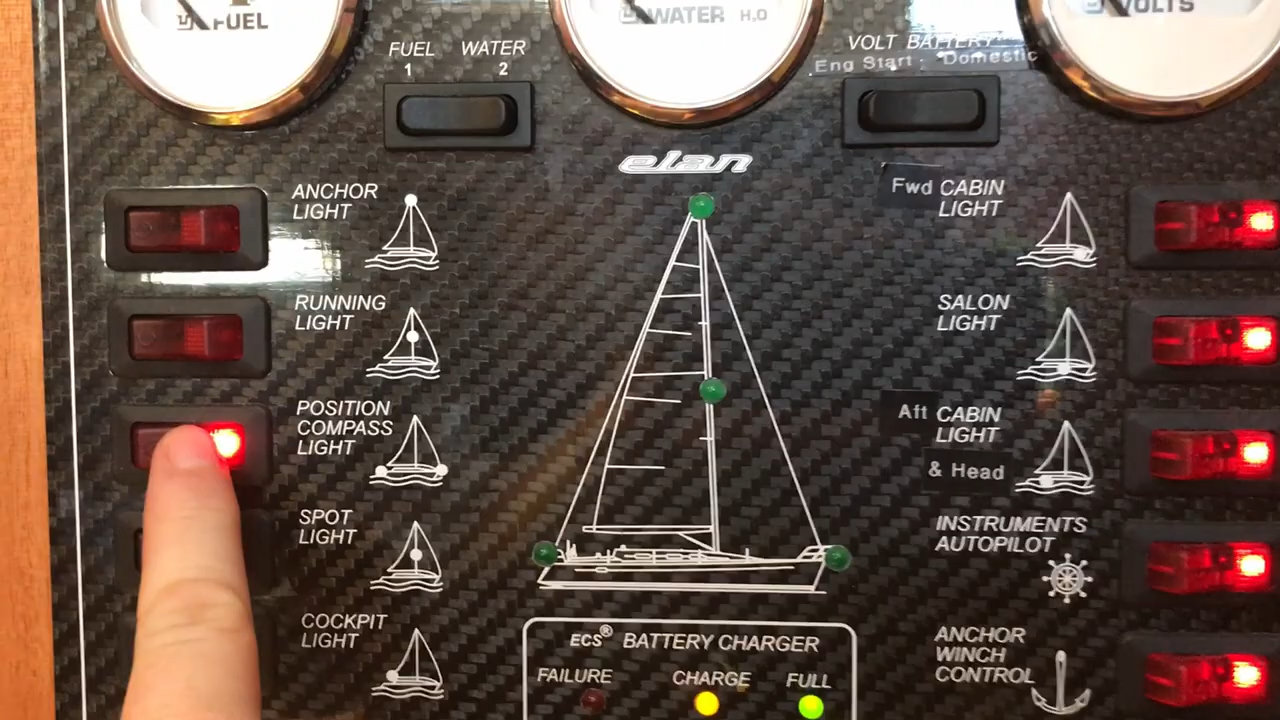 FUEL
WATER H2O
VOLTS
FUEL WATER
1 2
VOLT BATTERY
Eng Start : Domestic
elan
ANCHOR
LIGHT
RUNNING
LIGHT
POSITION
COMPASS
LIGHT
SPOT
LIGHT
COCKPIT
LIGHT
Fwd CABIN
LIGHT
SALON
LIGHT
Aft CABIN
LIGHT
& Head
INSTRUMENTS
AUTOPILOT
ANCHOR
WINCH
CONTROL
ECS® BATTERY CHARGER
FAILURE CHARGE FULL